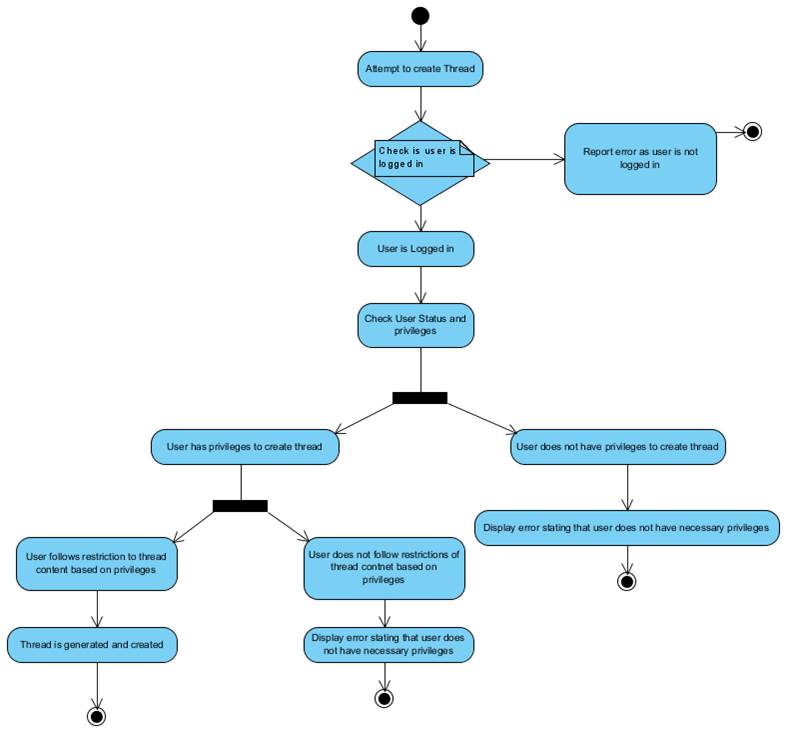 Attempt to create Thread
Check is user is
logged in
Report error as user is not
logged in
User is Logged in
Check User Status and
privileges
User has privileges to create thread
User does not have privileges to create thread
Display error stating that user does not have necessary privileges
User follows restriction to thread
content based on privileges
User does not follow restrictions of
thread contnet based on
privileges
Thread is generated and created
Display error stating that user does
not have necessary privileges